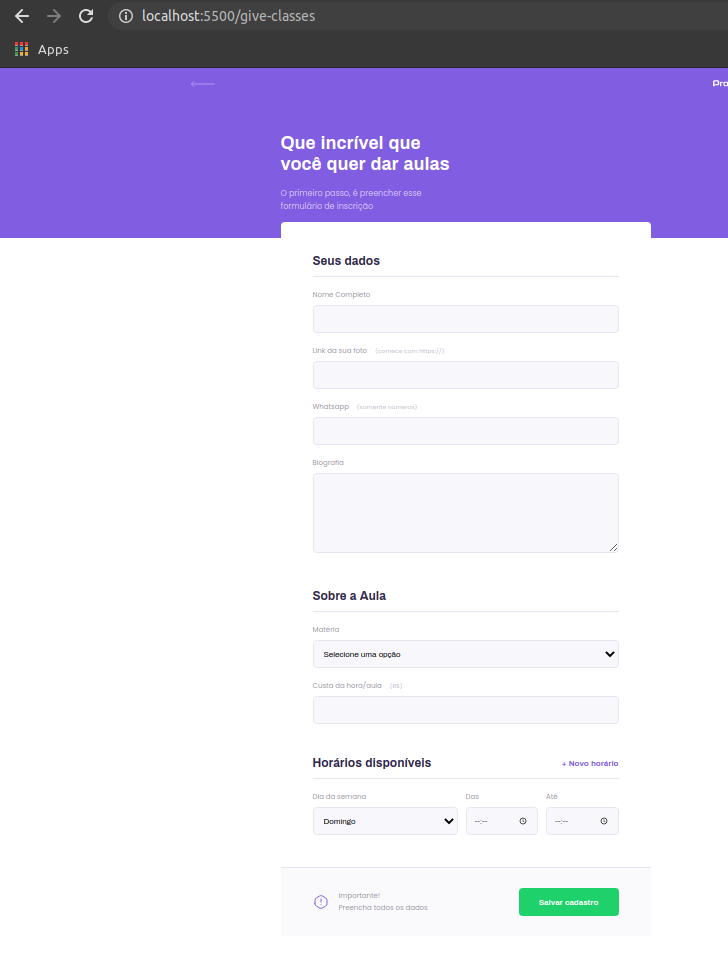 localhost:5500/give-classes
Apps
Pro
Que incrível que
você quer dar aulas
O primeiro passo, é preencher esse
formulário de inscrição
Seus dados
Nome Completo
Link da sua foto (comece com https://)
Whatsapp (somente números)
Biografia
Sobre a Aula
Matéria
Selecione uma opção
Custa da hora/aula (R$)
Horários disponíveis + Novo horário
Dia da semana Das Até
Domingo --:-- --:--
Importante!
Preencha todos os dados
Salvar cadastro